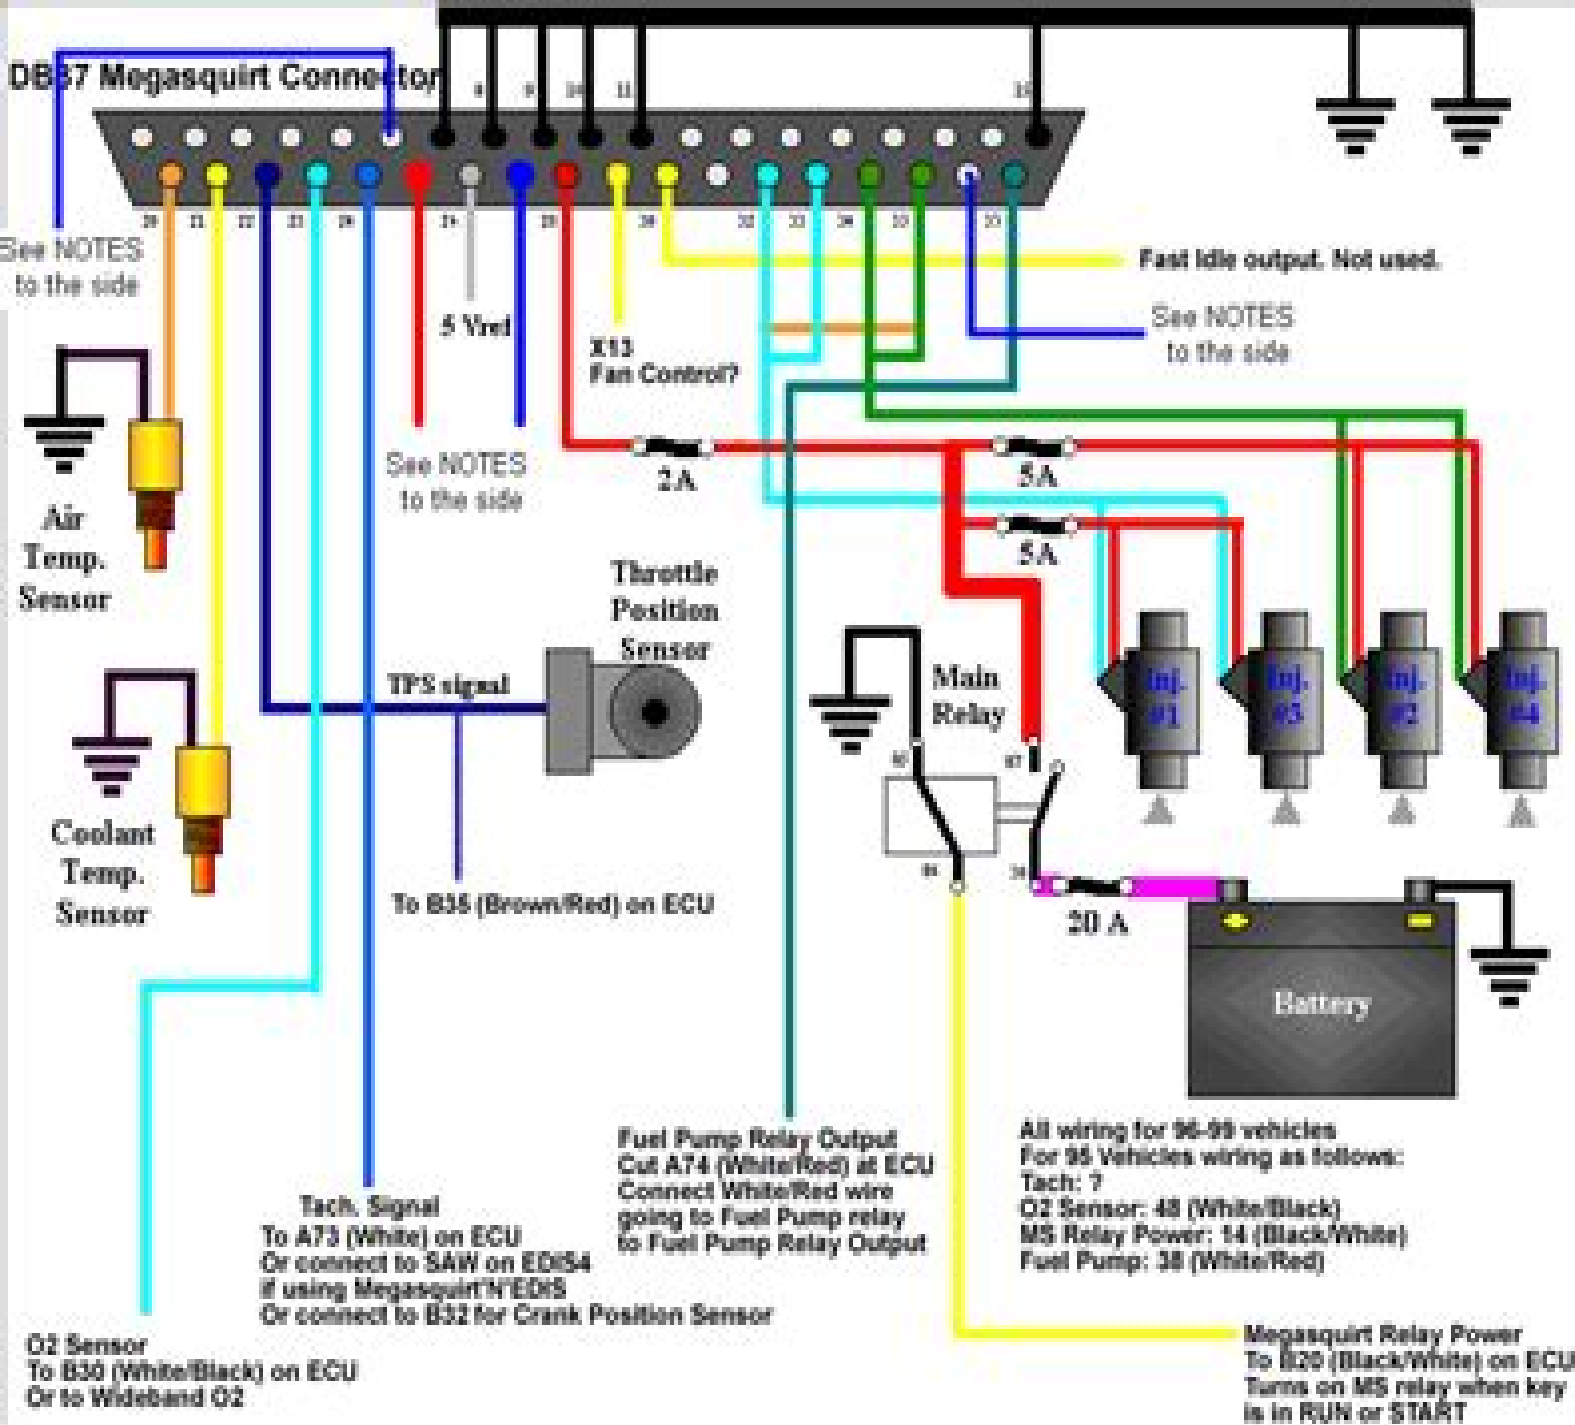 DB37 Megasquirt Connector
See NOTES
to the side
5 Vref
X13
Fan Control?
Fast Idle output. Not used.
See NOTES
to the side
See NOTES
to the side
2A
5A
5A
Air
Temp.
Sensor
Throttle
Position
Sensor
TPS signal
Main
Relay
Inj.
#1
Inj.
#3
Inj.
#2
Inj.
#4
Coolant
Temp.
Sensor
To B35 (Brown/Red) on ECU
20 A
Battery
Fuel Pump Relay Output
Cut A74 (White/Red) at ECU
Connect White/Red wire
going to Fuel Pump relay
to Fuel Pump Relay Output
All wiring for 96-99 vehicles
For 95 Vehicles wiring as follows:
Tach: ?
O2 Sensor: 48 (White/Black)
MS Relay Power: 14 (Black/White)
Fuel Pump: 38 (White/Red)
Tach. Signal
To A73 (White) on ECU
Or connect to SAW on EDIS4
if using Megasquirt'N'EDIS
Or connect to B32 for Crank Position Sensor
O2 Sensor
To B30 (White/Black) on ECU
Or to Wideband O2
Megasquirt Relay Power
To B20 (Black/White) on ECU
Turns on MS relay when key
is in RUN or START